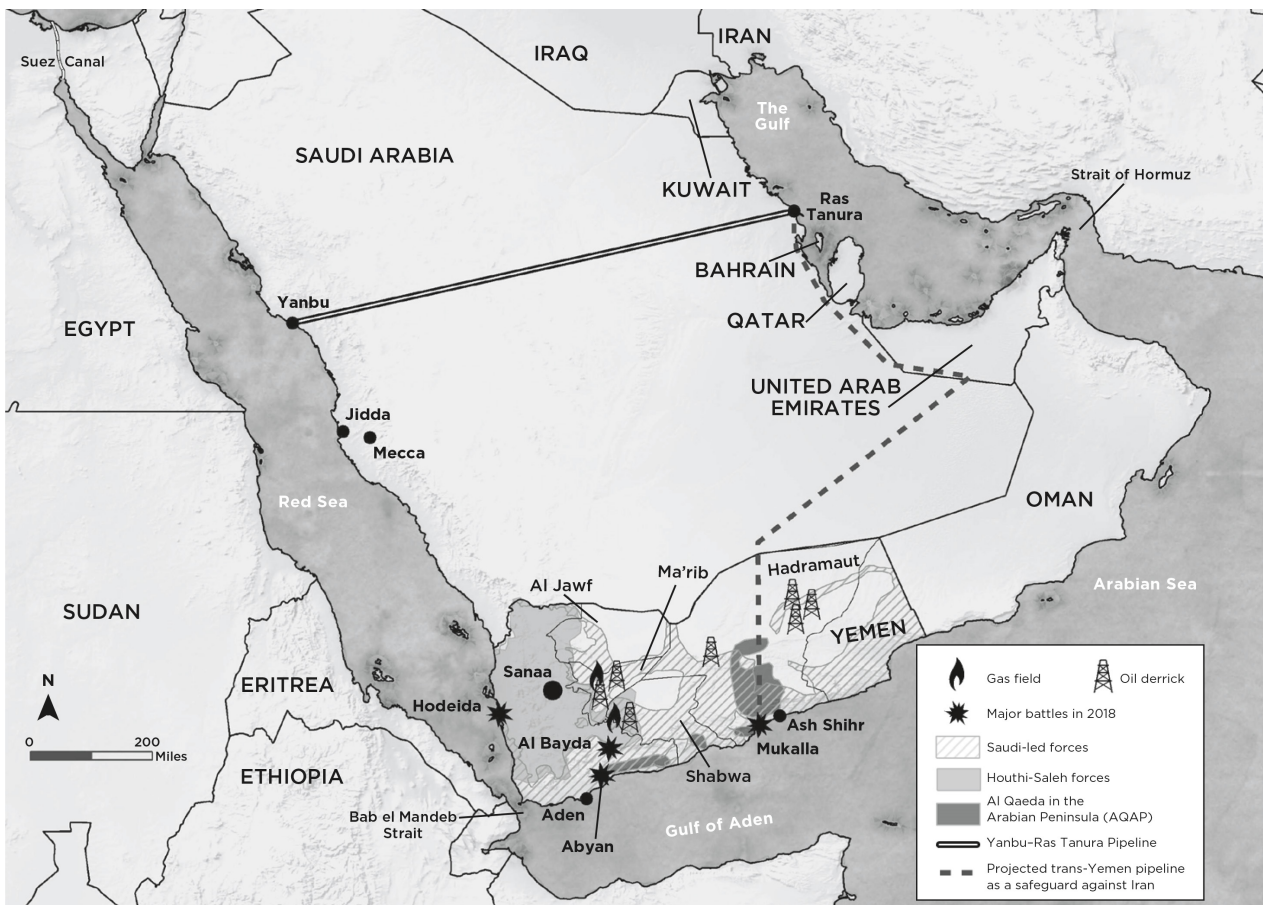 IRAN
IRAQ
Suez Canal
The
Gulf
SAUDI ARABIA
Strait of Hormuz
KUWAIT
Ras
Tanura
BAHRAIN
Yanbu
QATAR
EGYPT
UNITED ARAB
EMIRATES
Jidda
Mecca
Red Sea
OMAN
Hadramaut
Ma'rib
Al Jawf
Arabian Sea
SUDAN
YEMEN
Sanaa
ERITREA
N
Hodeida
Ash Shihr
Mukalla
Al Bayda
0
200
Miles
ETHIOPIA
Shabwa
Bab el Mandeb
Strait
Aden
Gulf of Aden
Abyan
Gas field
Oil derrick
Major battles in 2018
Saudi-led forces
Houthi-Saleh forces
Al Qaeda in the
Arabian Peninsula (AQAP)
Yanbu–Ras Tanura Pipeline
Projected trans-Yemen pipeline
as a safeguard against Iran